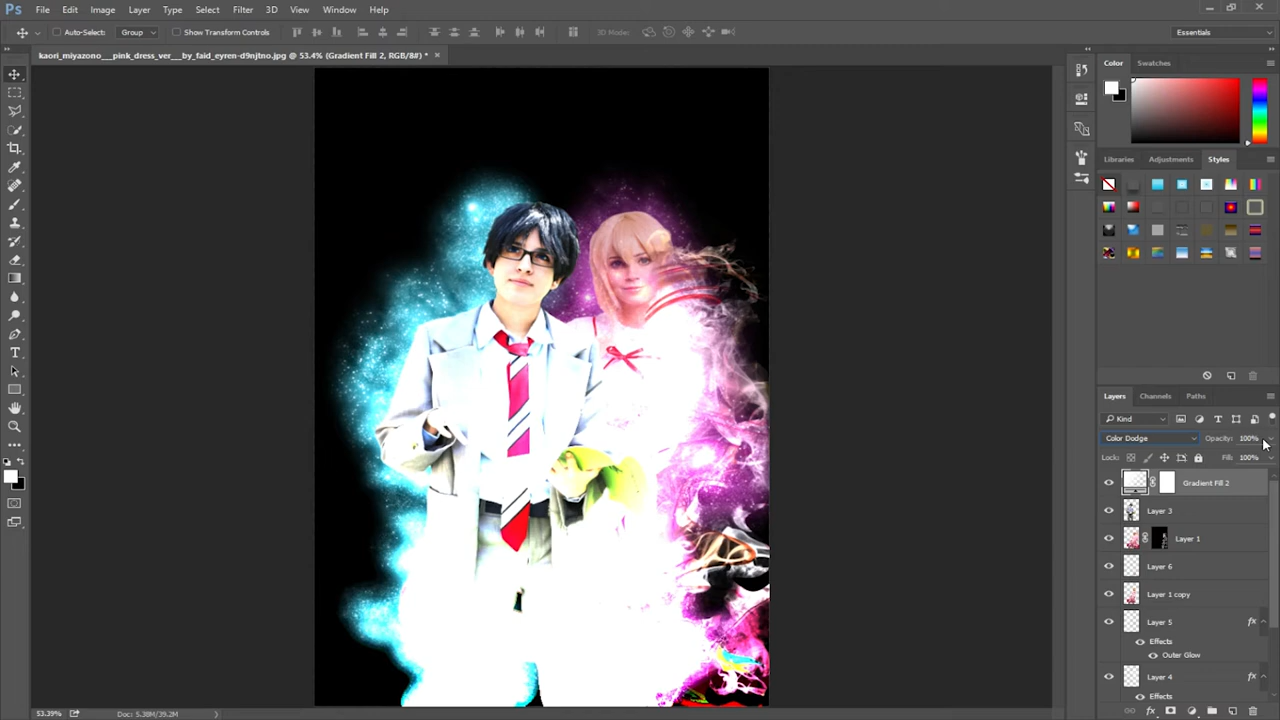 Ps File Edit Image Layer Type Select Filter 3D View Window Help
Auto-Select: Group Show Transform Controls 3D Mode: Essentials
kaori_miyazono__pink_dress_ver__by_faid_eyren-d9njtno.jpg @ 53.4% (Gradient Fill 2, RGB/8#) *
Color Swatches
Libraries Adjustments Styles
Layers Channels Paths
Kind
Color Dodge Opacity: 100%
Lock: Fill: 100%
Gradient Fill 2
Layer 3
Layer 1
Layer 6
Layer 1 copy
Layer 5 fx
Effects
Outer Glow
Layer 4 fx
Effects
53.39% Doc: 5.38M/39.2M
fx